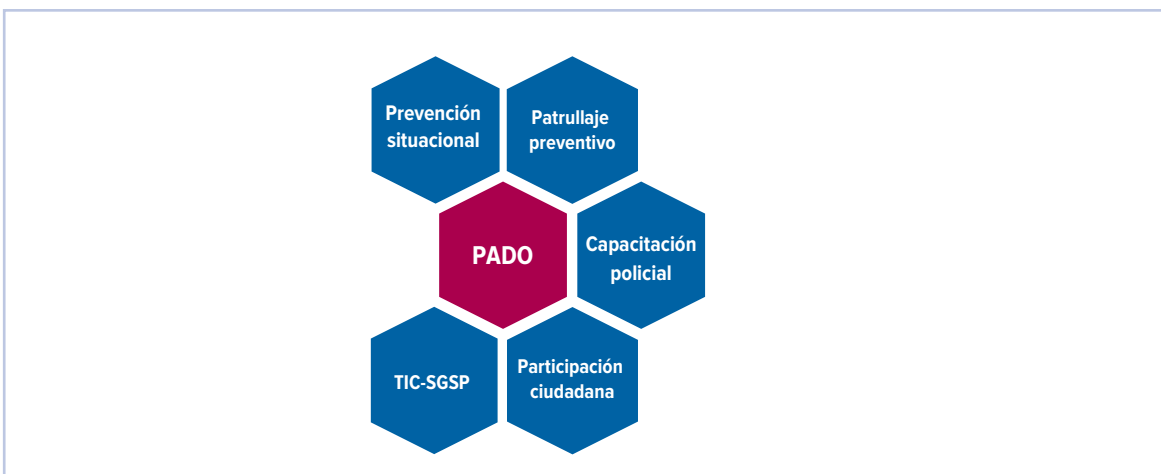 Prevención
situacional
Patrullaje
preventivo
PADO
Capacitación
policial
TIC-SGSP
Participación
ciudadana